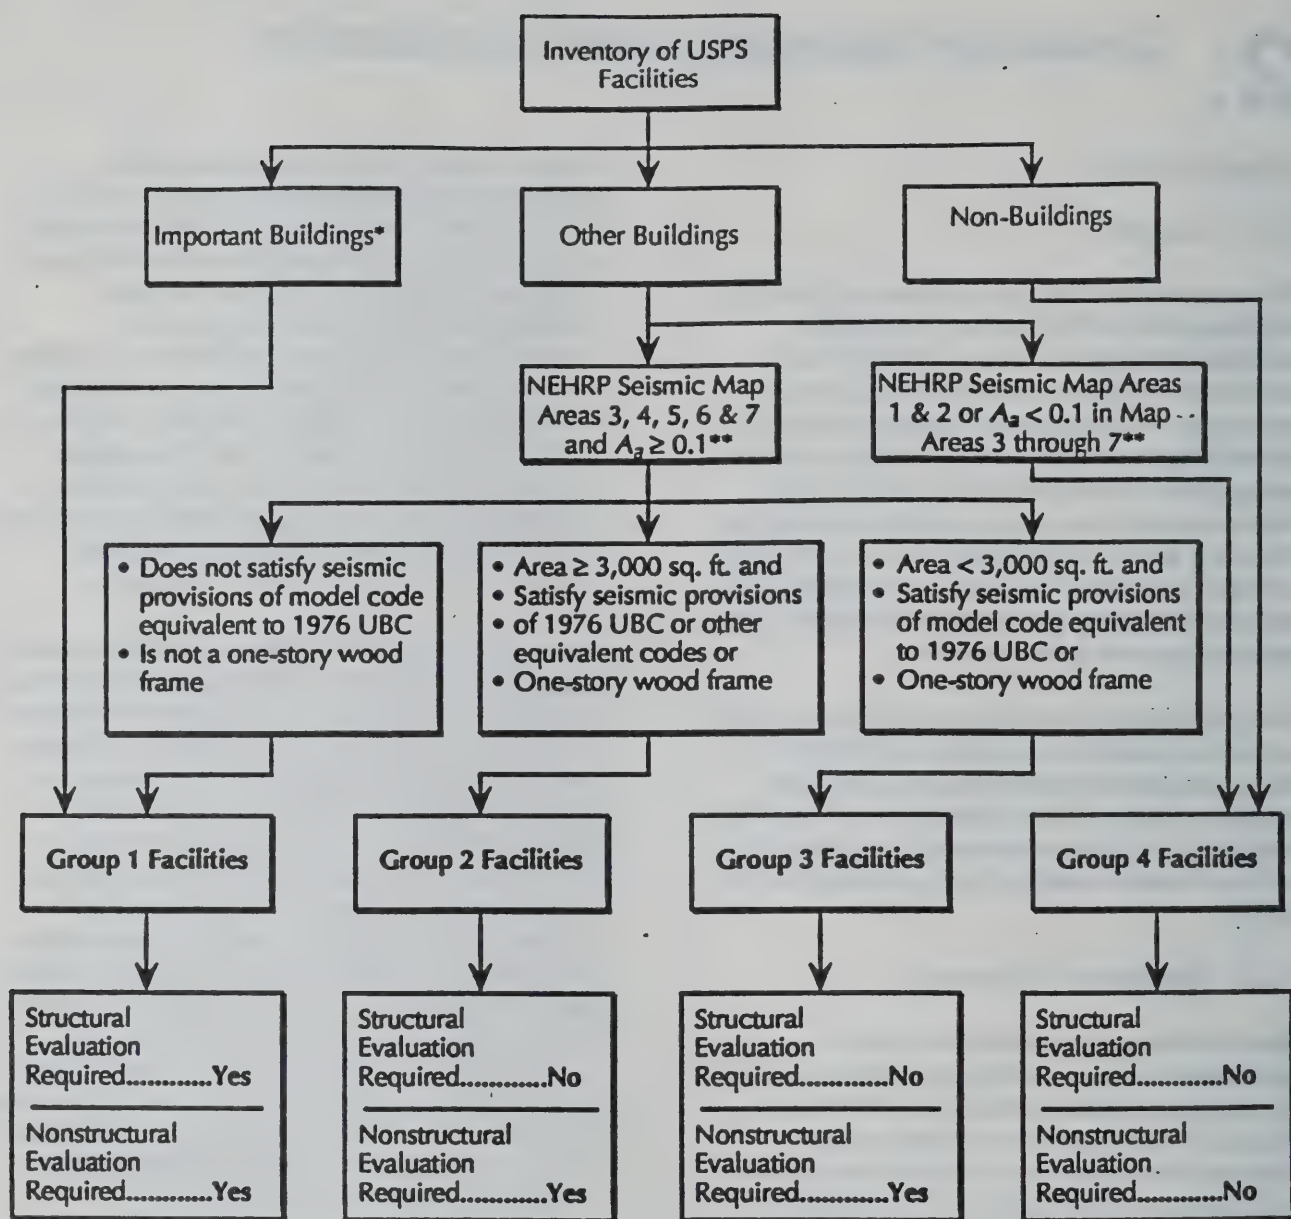 Inventory of USPS
Facilities
Important Buildings*
Other Buildings
Non-Buildings
NEHRP Seismic Map
Areas 3, 4, 5, 6 & 7
and Aa ≥ 0.1**
NEHRP Seismic Map Areas
1 & 2 or Aa < 0.1 in Map
Areas 3 through 7**
• Does not satisfy seismic
provisions of model code
equivalent to 1976 UBC
• Is not a one-story wood
frame
• Area ≥ 3,000 sq. ft. and
• Satisfy seismic provisions
• of 1976 UBC or other
equivalent codes or
• One-story wood frame
• Area < 3,000 sq. ft. and
• Satisfy seismic provisions
of model code equivalent
to 1976 UBC or
• One-story wood frame
Group 1 Facilities
Group 2 Facilities
Group 3 Facilities
Group 4 Facilities
Structural
Evaluation
Required............Yes
Nonstructural
Evaluation
Required............Yes
Structural
Evaluation
Required............No
Nonstructural
Evaluation
Required............Yes
Structural
Evaluation
Required............No
Nonstructural
Evaluation
Required............Yes
Structural
Evaluation
Required............No
Nonstructural
Evaluation
Required............No